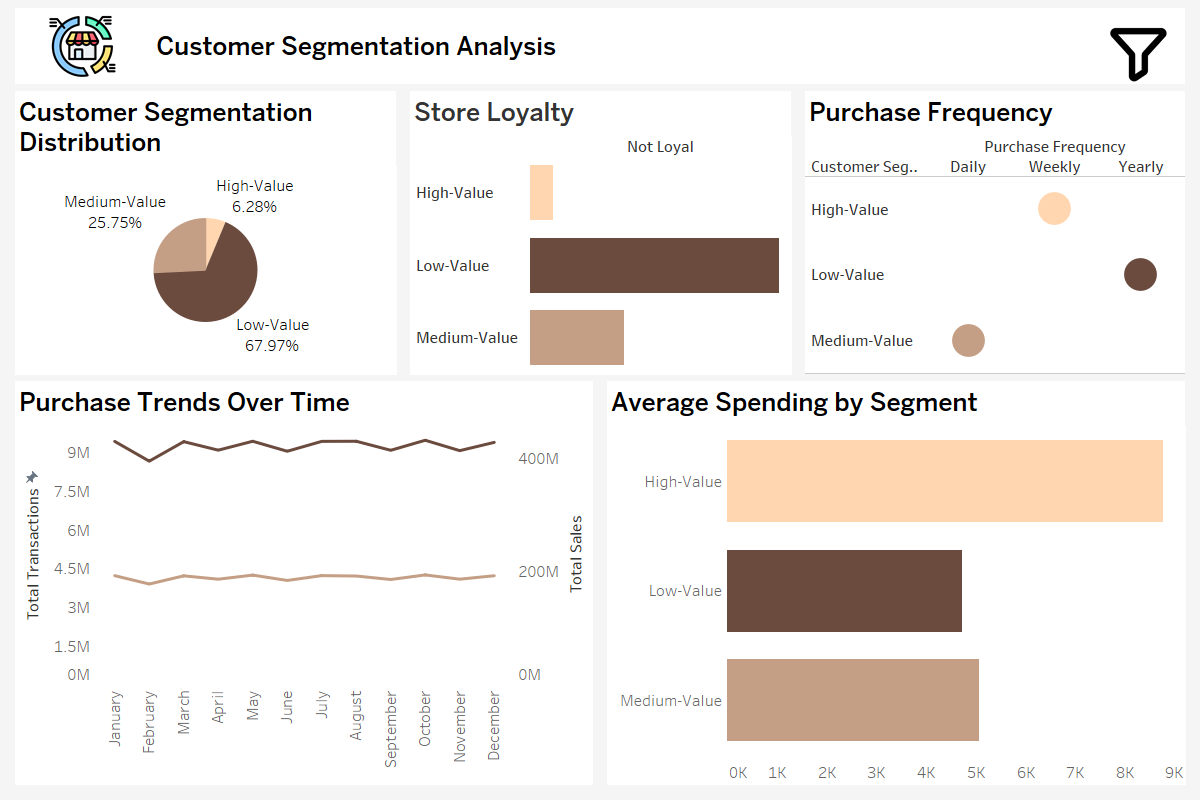 Customer Segmentation Analysis
Customer Segmentation
Distribution
High-Value
6.28%
Medium-Value
25.75%
Low-Value
67.97%
Store Loyalty
Not Loyal
High-Value
Low-Value
Medium-Value
Purchase Frequency
Purchase Frequency
Customer Seg.. Daily Weekly Yearly
High-Value
Low-Value
Medium-Value
Purchase Trends Over Time
Total Transactions
9M
7.5M
6M
4.5M
3M
1.5M
0M
400M
200M
0M
Total Sales
January February March April May June July August September October November December
Average Spending by Segment
High-Value
Low-Value
Medium-Value
0K 1K 2K 3K 4K 5K 6K 7K 8K 9K